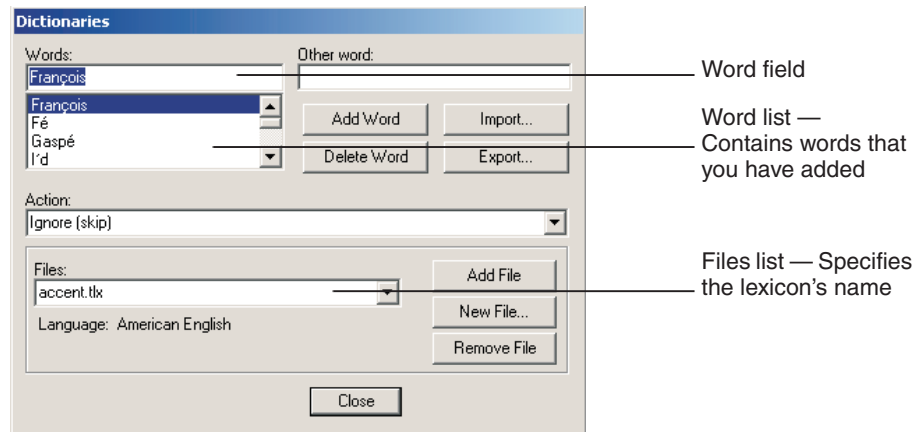 Dictionaries
Words:
Other word:
François
Word field
François
Fé
Gaspé
I'd
Add Word
Import...
Delete Word
Export...
Word list —
Contains words that
you have added
Action:
Ignore (skip)
Files:
accent.tlx
Language: American English
Add File
New File...
Remove File
Files list — Specifies
the lexicon's name
Close